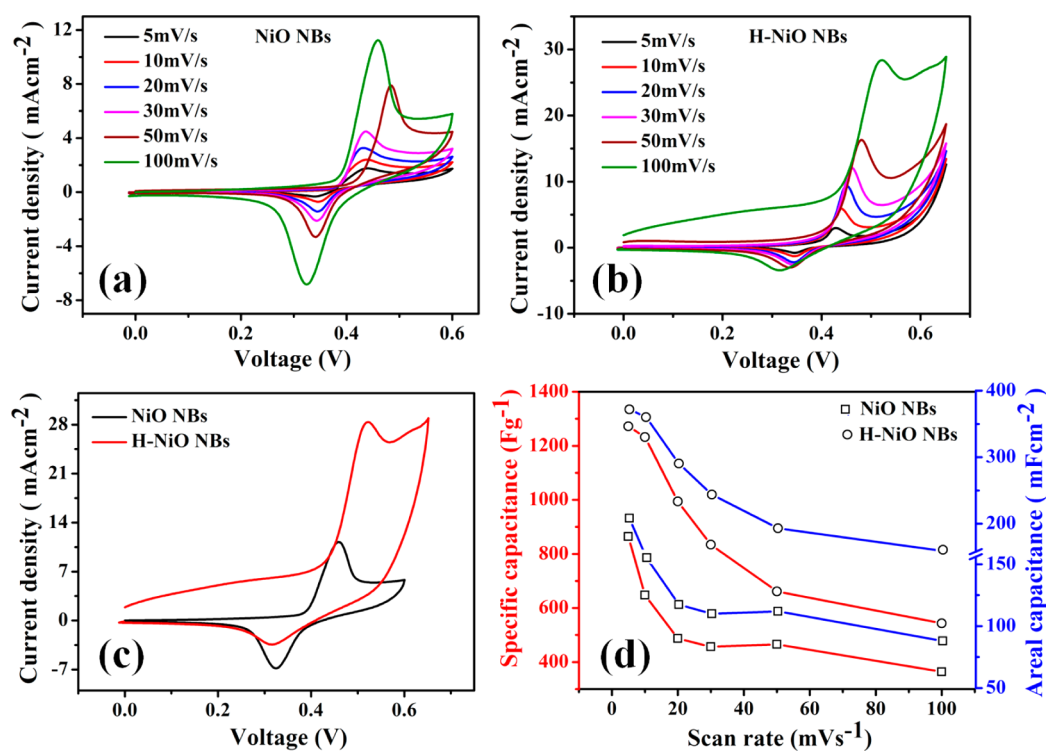 NiO NBs
5mV/s
10mV/s
20mV/s
30mV/s
50mV/s
100mV/s
Current density ( mAcm-2 )
12
8
4
0
-4
-8
0.0 0.2 0.4 0.6
Voltage (V)
(a)
H-NiO NBs
5mV/s
10mV/s
20mV/s
30mV/s
50mV/s
100mV/s
Current density ( mAcm-2 )
30
20
10
0
-10
0.0 0.2 0.4 0.6
Voltage (V)
(b)
NiO NBs
H-NiO NBs
Current density ( mAcm-2 )
28
21
14
7
0
-7
0.0 0.2 0.4 0.6
Voltage (V)
(c)
NiO NBs
H-NiO NBs
Specific capacitance (Fg-1)
1400
1200
1000
800
600
400
Areal capacitance ( mFcm-2 )
400
300
200
150
100
50
0 20 40 60 80 100
Scan rate (mVs-1)
(d)